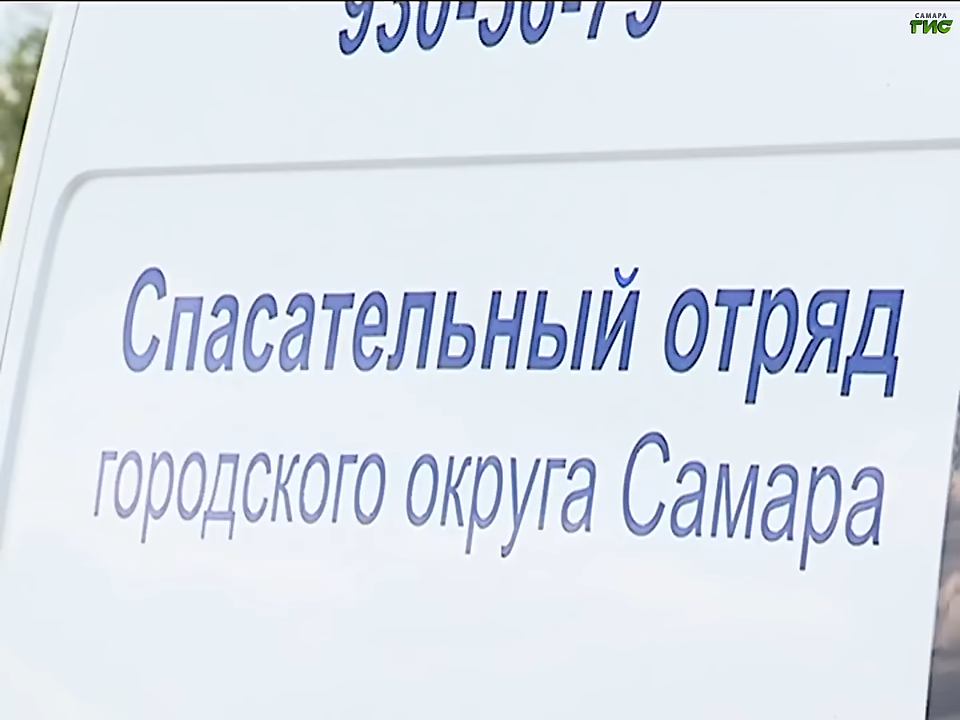 САМАРА
ГИС
Спасательный отряд
городского округа Самара